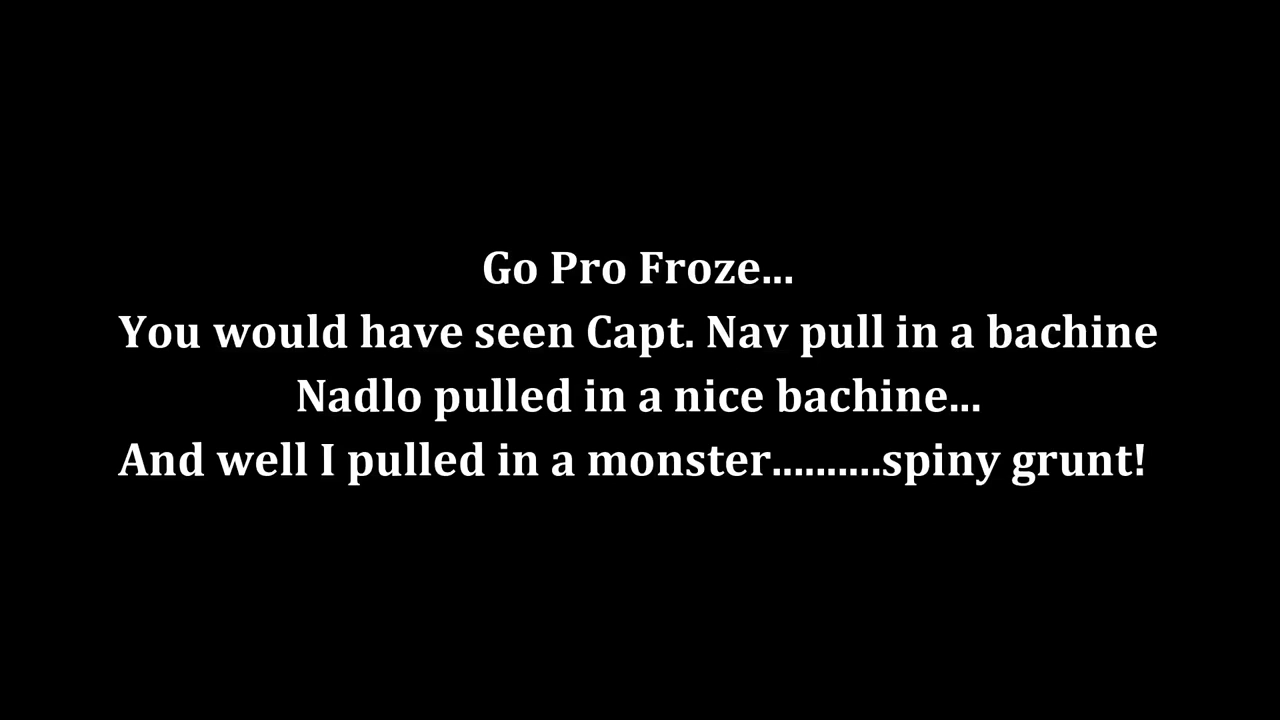 Go Pro Froze...
You would have seen Capt. Nav pull in a bachine
Nadlo pulled in a nice bachine...
And well I pulled in a monster..........spiny grunt!